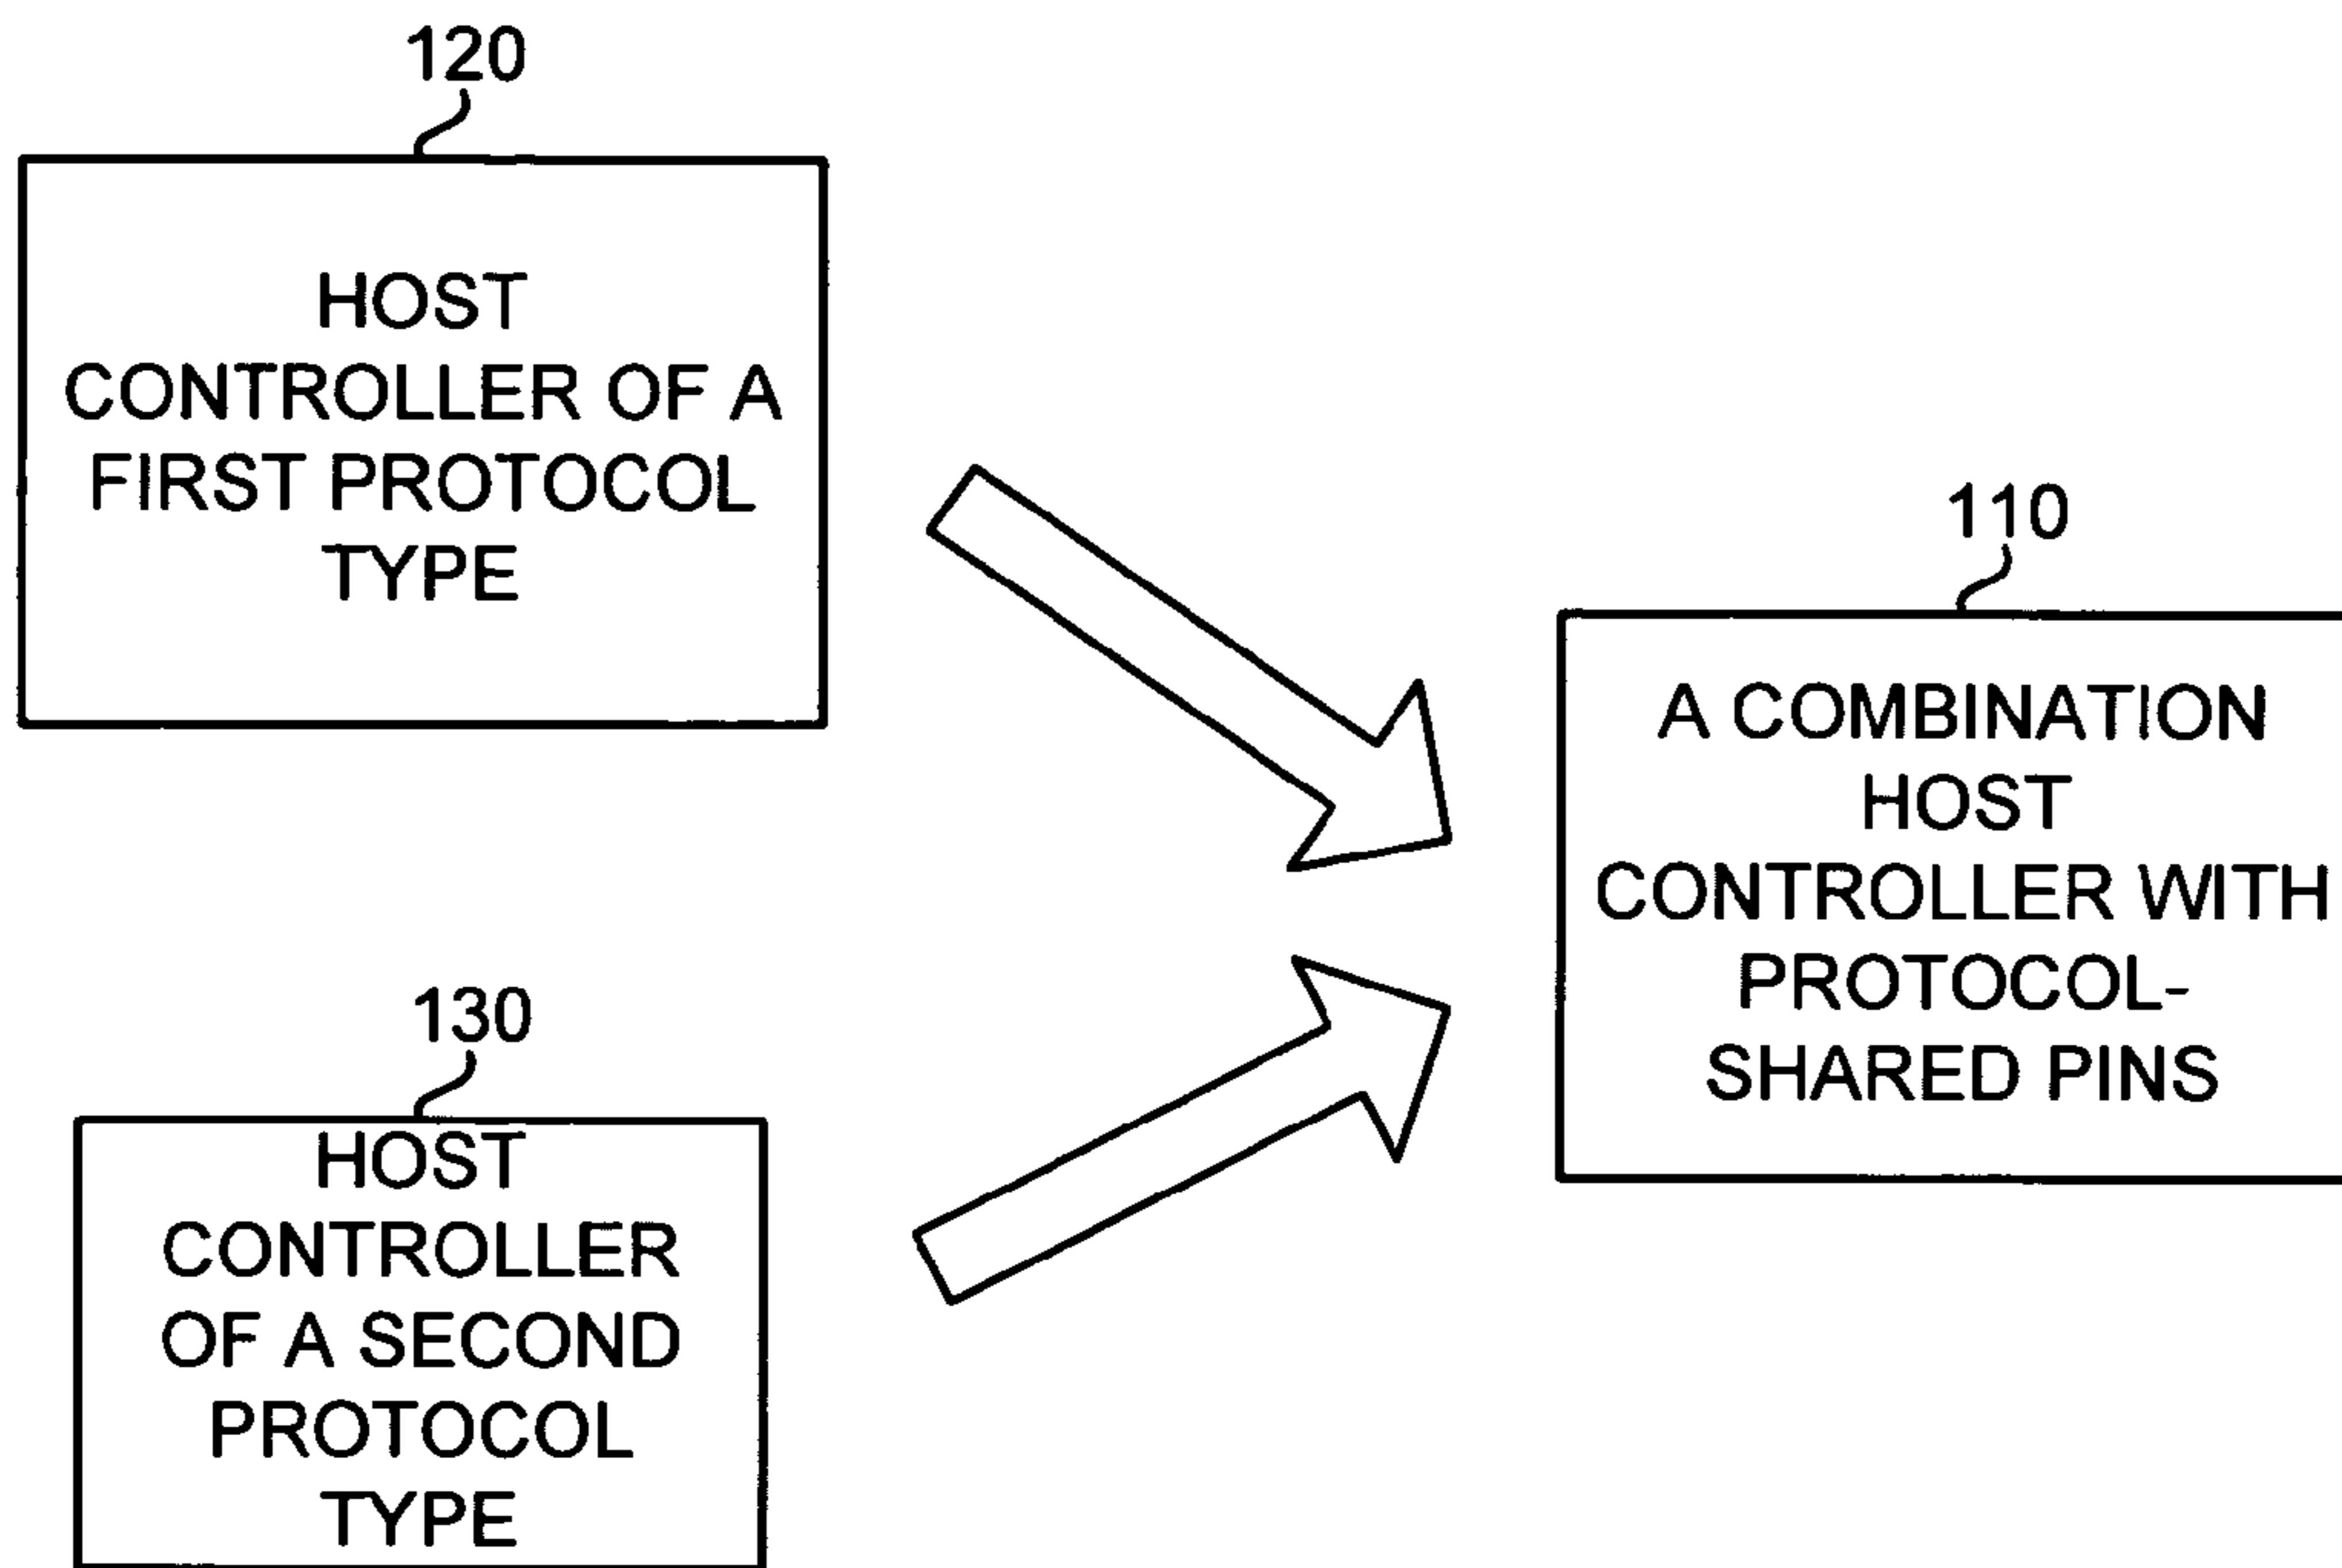 120
HOST
CONTROLLER OF A
FIRST PROTOCOL
TYPE
110
A COMBINATION
HOST
CONTROLLER WITH
PROTOCOL-
SHARED PINS
130
HOST
CONTROLLER
OF A SECOND
PROTOCOL
TYPE